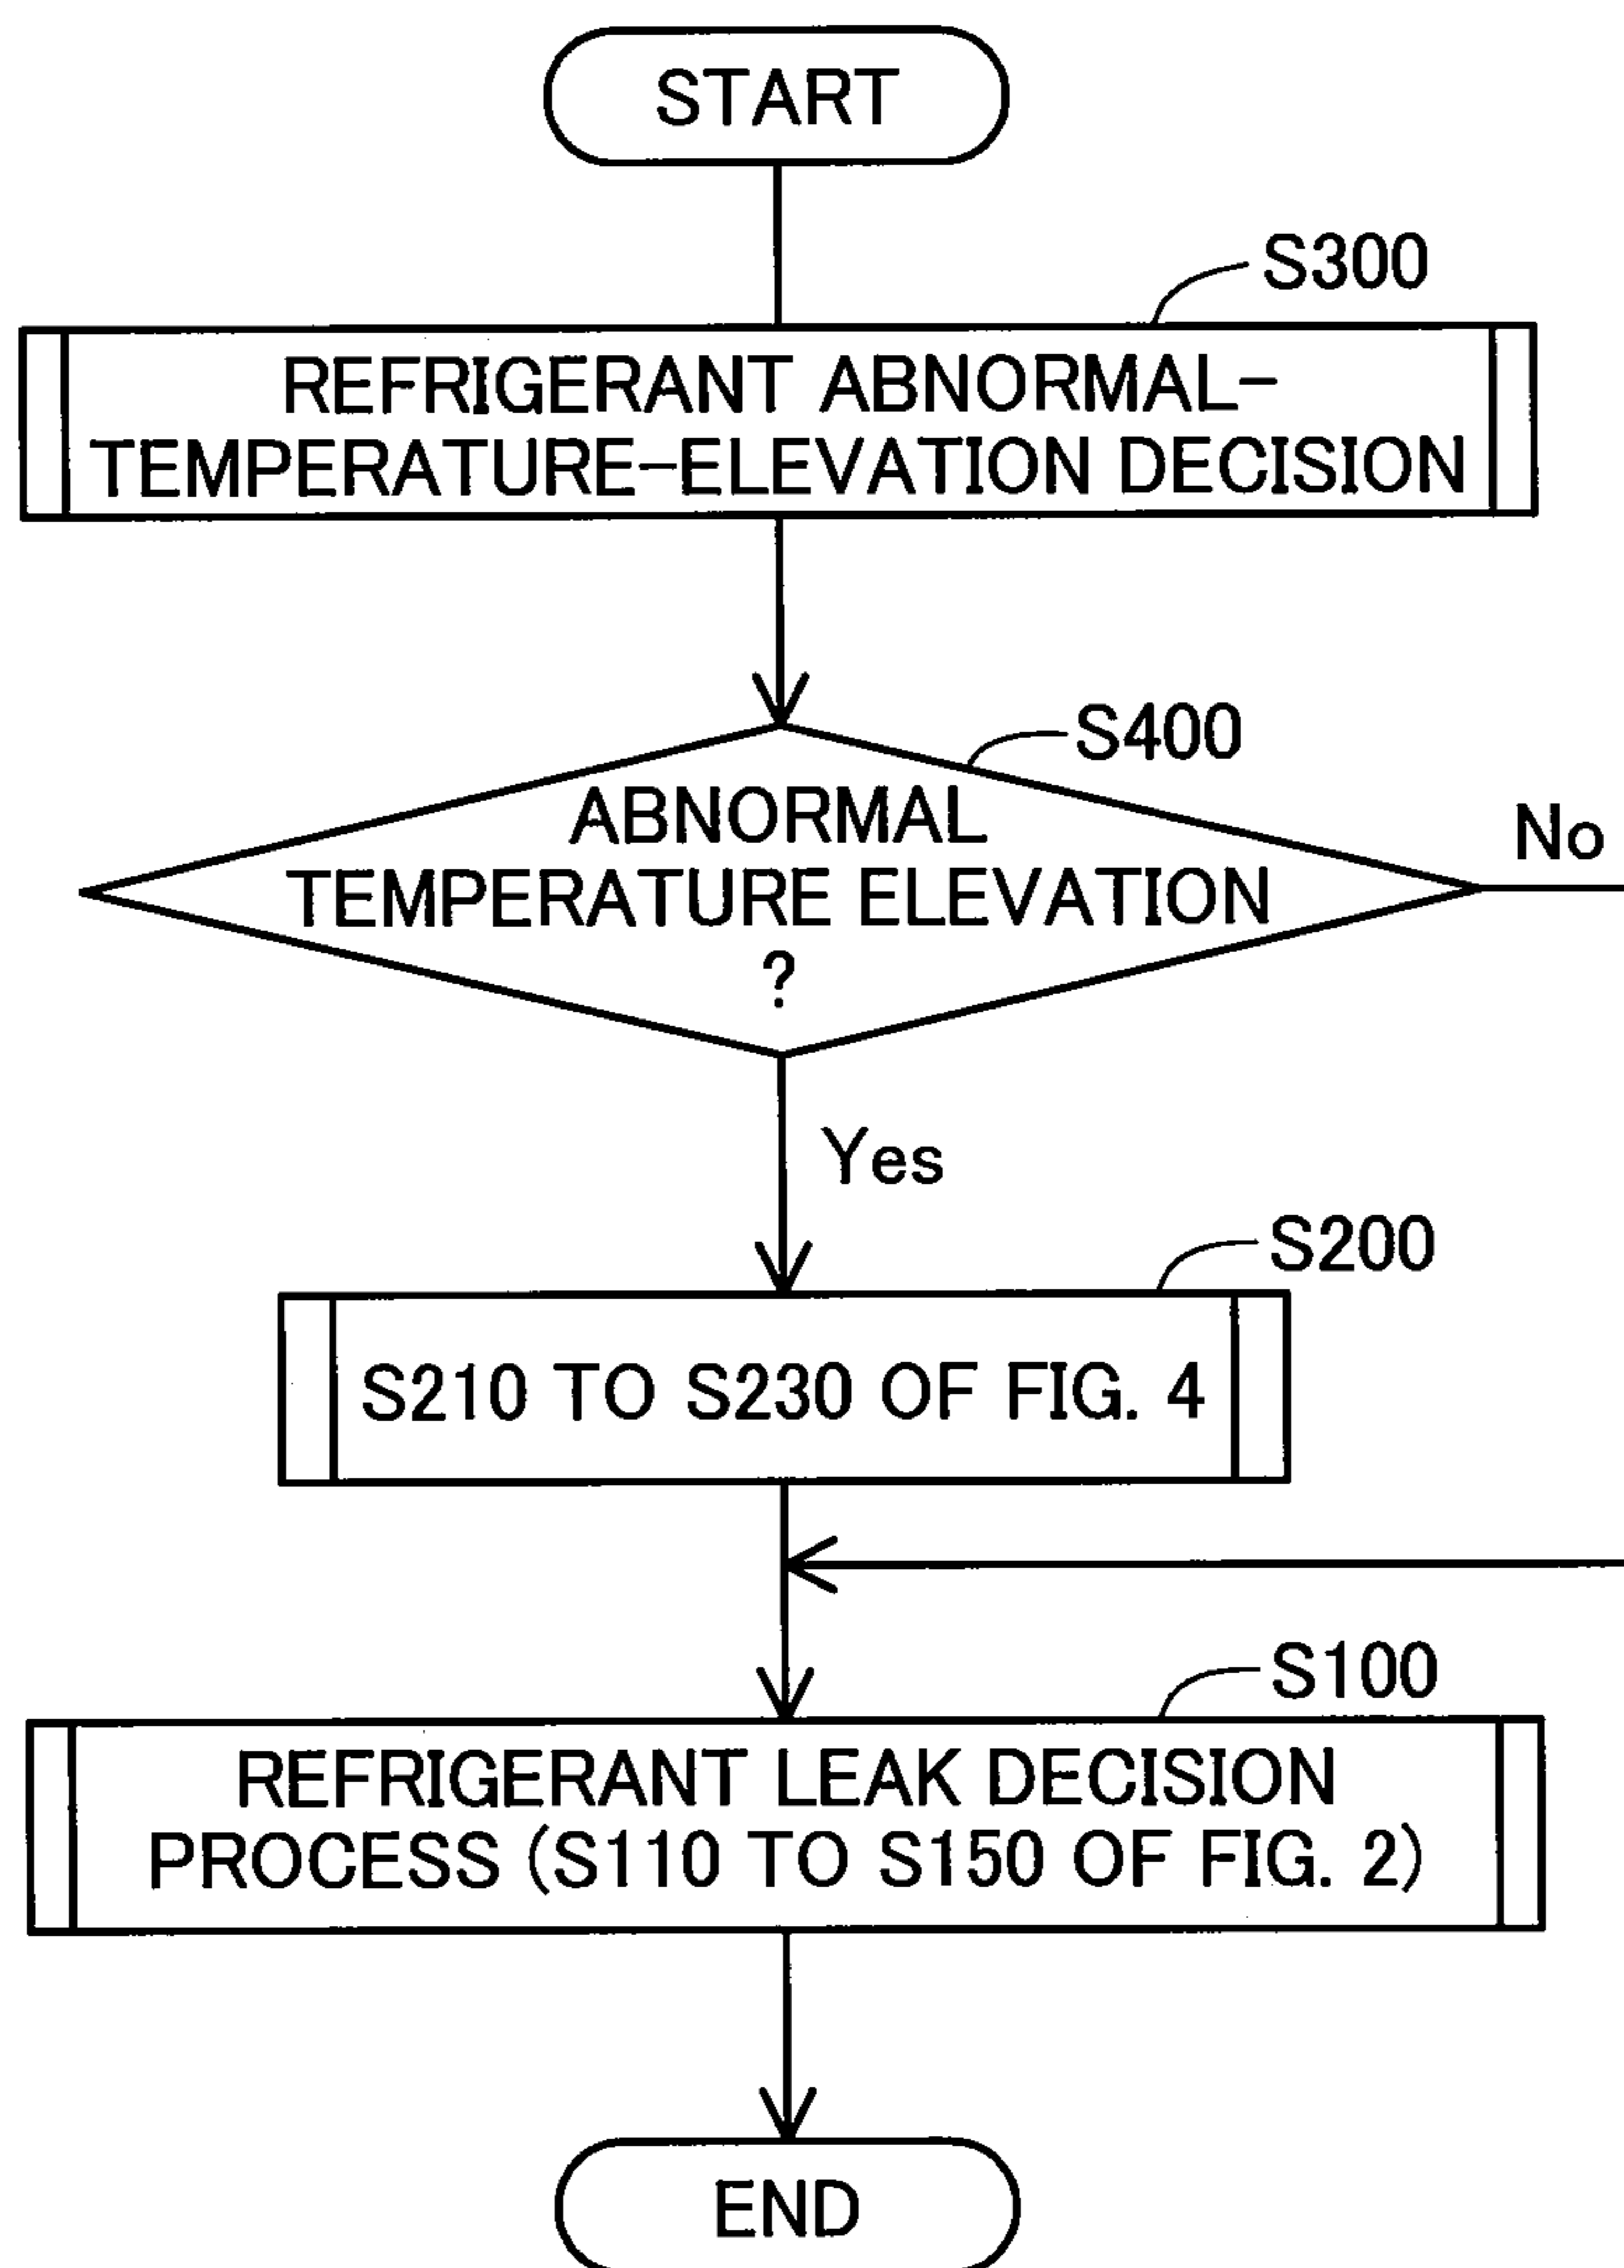 START
S300
REFRIGERANT ABNORMAL-
TEMPERATURE-ELEVATION DECISION
S400
ABNORMAL
TEMPERATURE ELEVATION
?
No
Yes
S200
S210 TO S230 OF FIG. 4
S100
REFRIGERANT LEAK DECISION
PROCESS (S110 TO S150 OF FIG. 2)
END